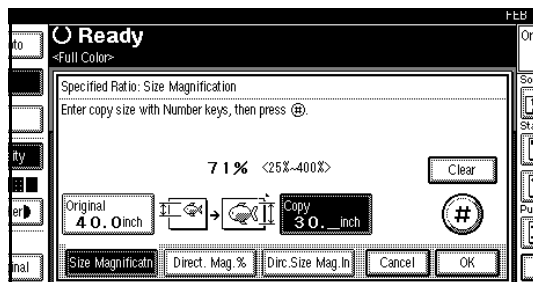 FEB
Ready
<Full Color>
Specified Ratio: Size Magnification
Enter copy size with Number keys, then press (#).
71% <25%~400%>
Clear
Original
40.0inch
Copy
30.__inch
#
Size Magnificatn
Direct. Mag.%
Dirc.Size Mag.In
Cancel
OK